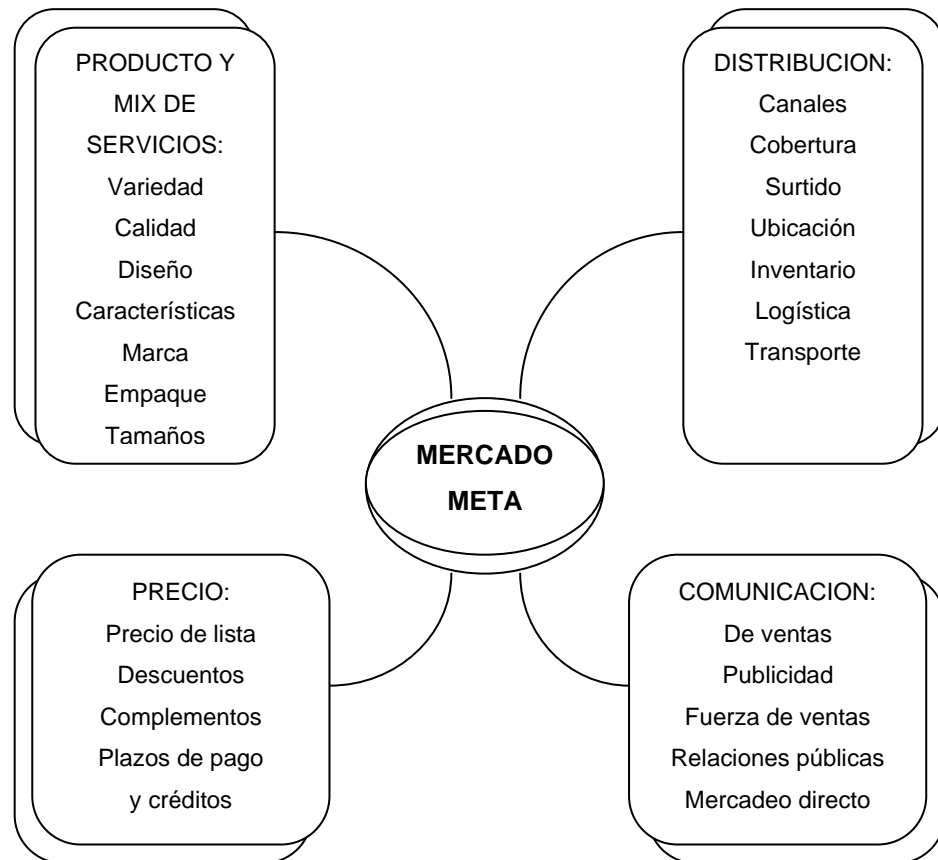 PRODUCTO Y
MIX DE
SERVICIOS:
Variedad
Calidad
Diseño
Características
Marca
Empaque
Tamaños
DISTRIBUCION:
Canales
Cobertura
Surtido
Ubicación
Inventario
Logística
Transporte
MERCADO
META
PRECIO:
Precio de lista
Descuentos
Complementos
Plazos de pago
y créditos
COMUNICACION:
De ventas
Publicidad
Fuerza de ventas
Relaciones públicas
Mercadeo directo